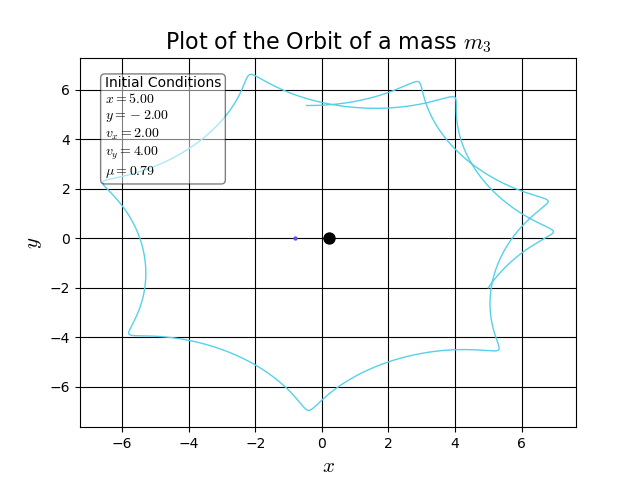 Plot of the Orbit of a mass m₃
Initial Conditions
x = 5.00
y = − 2.00
vₓ = 2.00
v_y = 4.00
μ = 0.79
6
4
2
0
−2
−4
−6
y
−6 −4 −2 0 2 4 6
x